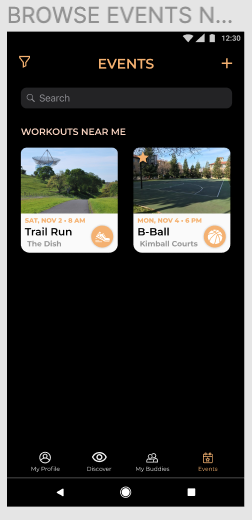 BROWSE EVENTS N...
12:30
EVENTS
Search
WORKOUTS NEAR ME
SAT, NOV 2 • 8 AM
Trail Run
The Dish
MON, NOV 4 • 6 PM
B-Ball
Kimball Courts
My Profile
Discover
My Buddies
Events